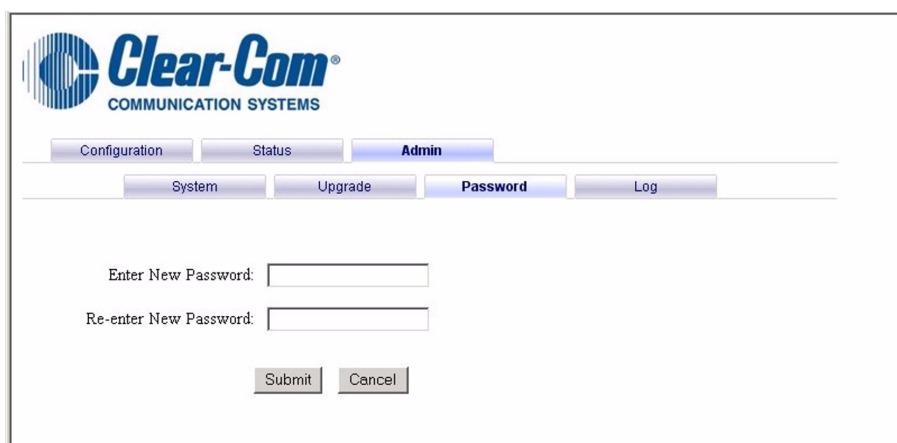 Clear-Com®
COMMUNICATION SYSTEMS
Configuration Status Admin
System Upgrade Password Log
Enter New Password:
Re-enter New Password:
Submit Cancel